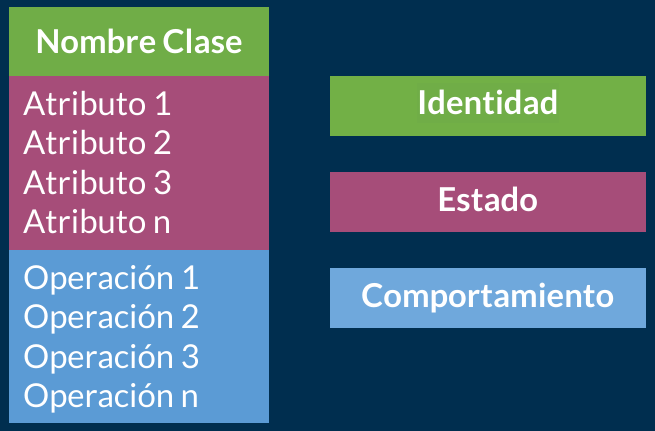 Nombre Clase
Atributo 1
Atributo 2
Atributo 3
Atributo n
Operación 1
Operación 2
Operación 3
Operación n
Identidad
Estado
Comportamiento